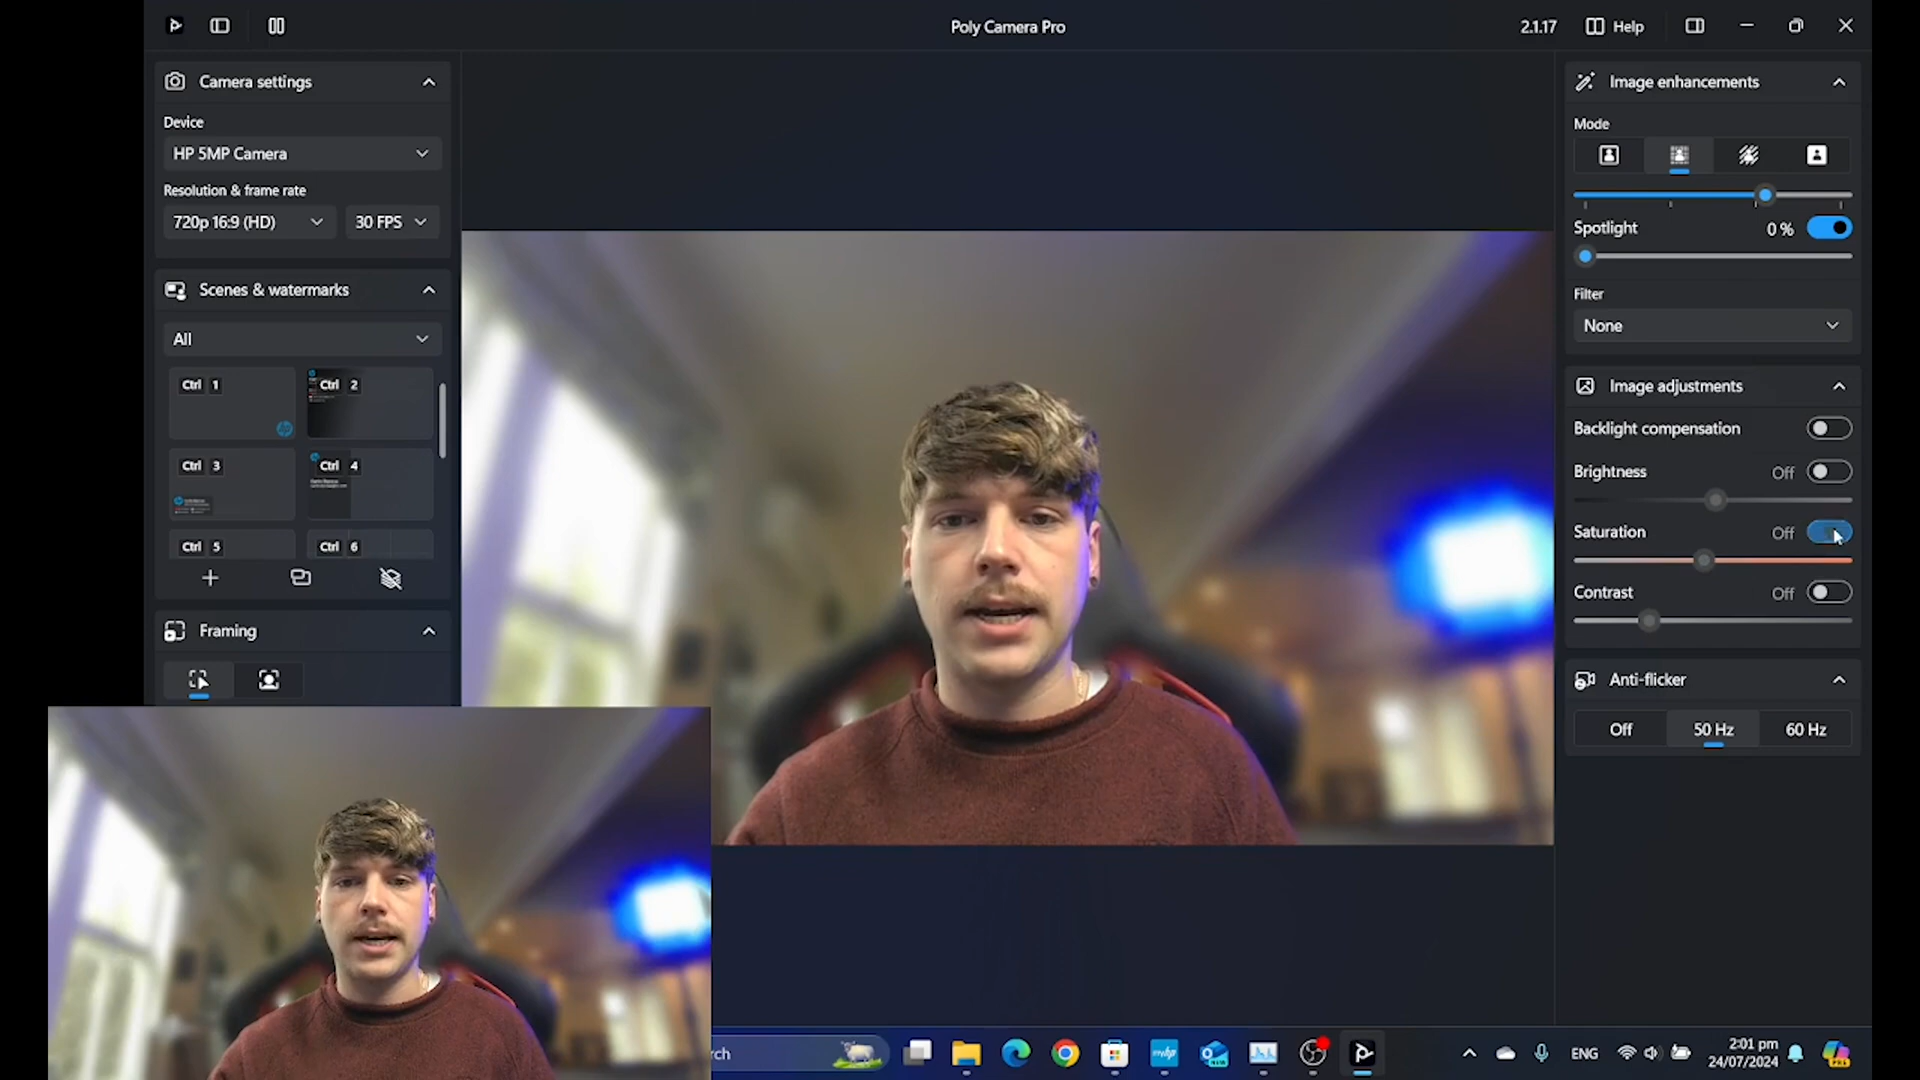 Poly Camera Pro
2.1.17
Help
Camera settings
Device
HP 5MP Camera
Resolution & frame rate
720p 16:9 (HD)
30 FPS
Scenes & watermarks
All
Ctrl 1
Ctrl 2
Ctrl 3
Ctrl 4
Ctrl 5
Ctrl 6
Framing
Image enhancements
Mode
Spotlight
0 %
Filter
None
Image adjustments
Backlight compensation
Brightness
Off
Saturation
Off
Contrast
Off
Anti-flicker
Off
50 Hz
60 Hz
rch
ENG
2:01 pm
24/07/2024